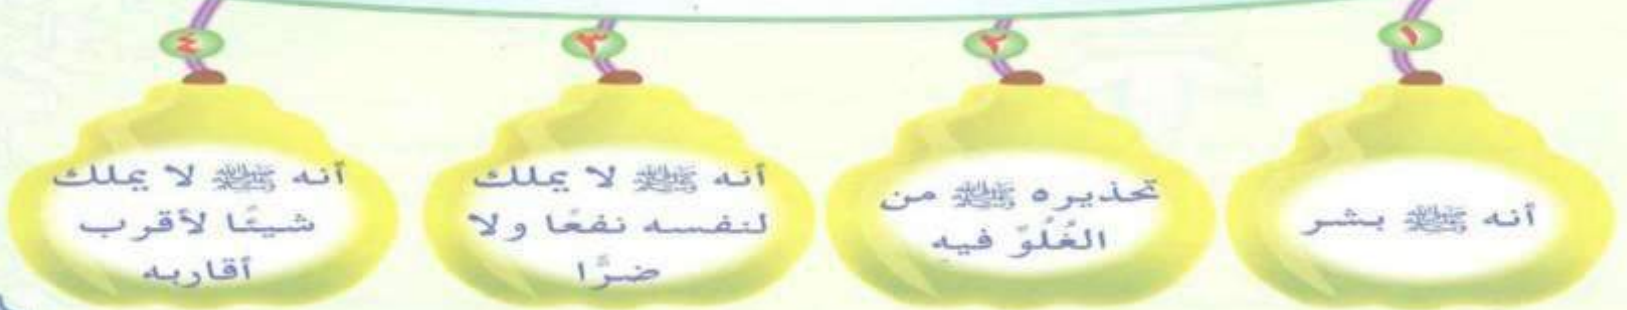 ١
أنه ﷺ بشر
٢
تحذيره ﷺ من
الغُلُوِّ فيه
٣
أنه ﷺ لا يملك
لنفسه نفعًا ولا
ضرًّا
٤
أنه ﷺ لا يملك
شيئًا لأقرب
أقاربه